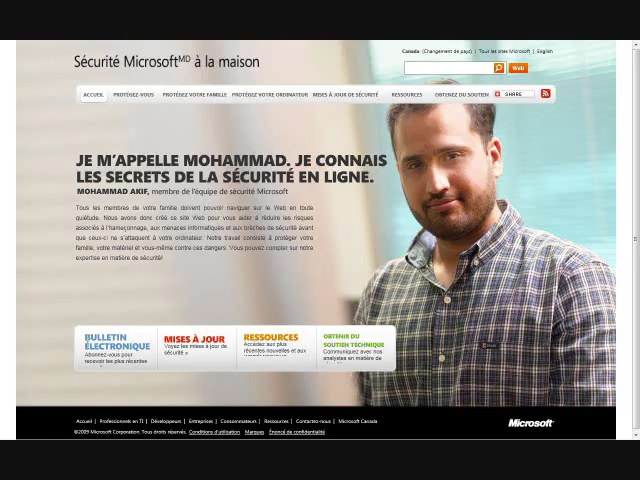 Sécurité Microsoft MD à la maison
Canada (Changement de pays) | Tous les sites Microsoft | English
Web
ACCUEIL PROTÉGEZ-VOUS PROTÉGEZ VOTRE FAMILLE PROTÉGEZ VOTRE ORDINATEUR MISES À JOUR DE SÉCURITÉ RESSOURCES OBTENEZ DU SOUTIEN SHARE
JE M'APPELLE MOHAMMAD. JE CONNAIS
LES SECRETS DE LA SÉCURITÉ EN LIGNE.
MOHAMMAD AKIF, membre de l'équipe de sécurité Microsoft
Tous les membres de votre famille doivent pouvoir naviguer sur le Web en toute
quiétude. Nous avons donc créé ce site Web pour vous aider à réduire les risques
associés à l'hameçonnage, aux menaces informatiques et aux brèches de sécurité avant
que ceux-ci ne s'attaquent à votre ordinateur. Notre travail consiste à protéger votre
famille, votre matériel et vous-même contre ces dangers. Vous pouvez compter sur notre
expertise en matière de sécurité!
BULLETIN
ÉLECTRONIQUE
Abonnez-vous pour
recevoir les plus récentes
MISES À JOUR
Voyez les mises à jour de
sécurité »
RESSOURCES
Accédez aux plus
récentes nouvelles et aux
OBTENIR DU
SOUTIEN TECHNIQUE
Communiquez avec nos
analystes en matière de
Accueil | Professionnels en TI | Développeurs | Entreprises | Consommateurs | Ressources | Contactez-nous | Microsoft Canada
©2009 Microsoft Corporation. Tous droits réservés. Conditions d'utilisation Marques Énoncé de confidentialité
Microsoft